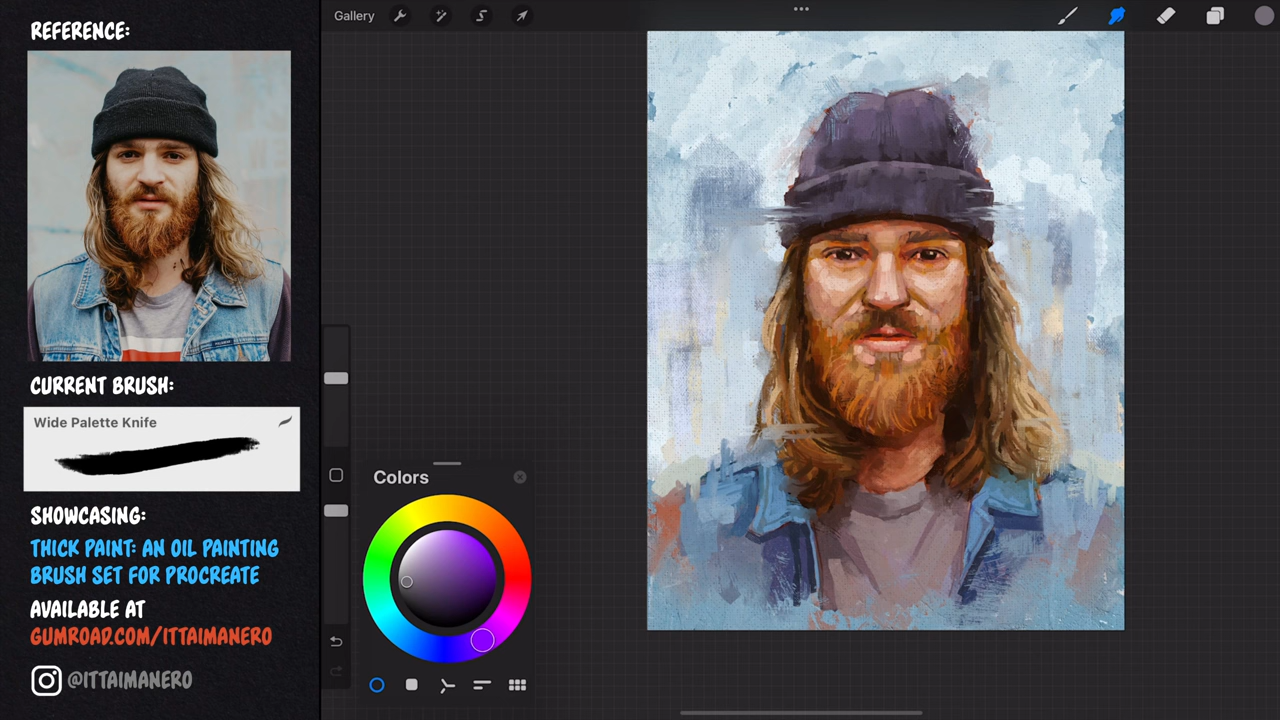 REFERENCE:
Gallery
CURRENT BRUSH:
Wide Palette Knife
Colors
SHOWCASING:
THICK PAINT: AN OIL PAINTING
BRUSH SET FOR PROCREATE
AVAILABLE AT
GUMROAD.COM/ITTAIMANERO
@ITTAIMANERO